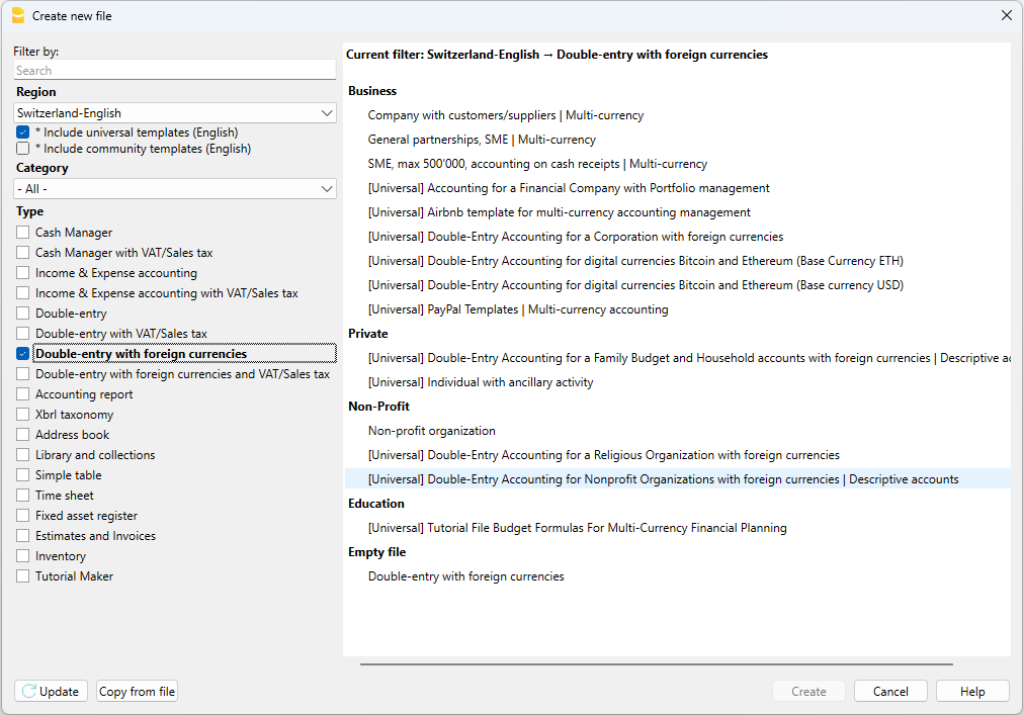 Create new file
Filter by:
Search
Region
Switzerland-English
* Include universal templates (English)
* Include community templates (English)
Category
- All -
Type
Cash Manager
Cash Manager with VAT/Sales tax
Income & Expense accounting
Income & Expense accounting with VAT/Sales tax
Double-entry
Double-entry with VAT/Sales tax
Double-entry with foreign currencies
Double-entry with foreign currencies and VAT/Sales tax
Accounting report
Xbrl taxonomy
Address book
Library and collections
Simple table
Time sheet
Fixed asset register
Estimates and Invoices
Inventory
Tutorial Maker
Current filter: Switzerland-English → Double-entry with foreign currencies
Business
Company with customers/suppliers | Multi-currency
General partnerships, SME | Multi-currency
SME, max 500'000, accounting on cash receipts | Multi-currency
[Universal] Accounting for a Financial Company with Portfolio management
[Universal] Airbnb template for multi-currency accounting management
[Universal] Double-Entry Accounting for a Corporation with foreign currencies
[Universal] Double-Entry Accounting for digital currencies Bitcoin and Ethereum (Base Currency ETH)
[Universal] Double-Entry Accounting for digital currencies Bitcoin and Ethereum (Base currency USD)
[Universal] PayPal Templates | Multi-currency accounting
Private
[Universal] Double-Entry Accounting for a Family Budget and Household accounts with foreign currencies | Descriptive
[Universal] Individual with ancillary activity
Non-Profit
Non-profit organization
[Universal] Double-Entry Accounting for a Religious Organization with foreign currencies
[Universal] Double-Entry Accounting for Nonprofit Organizations with foreign currencies | Descriptive accounts
Education
[Universal] Tutorial File Budget Formulas For Multi-Currency Financial Planning
Empty file
Double-entry with foreign currencies
Update
Copy from file
Create
Cancel
Help